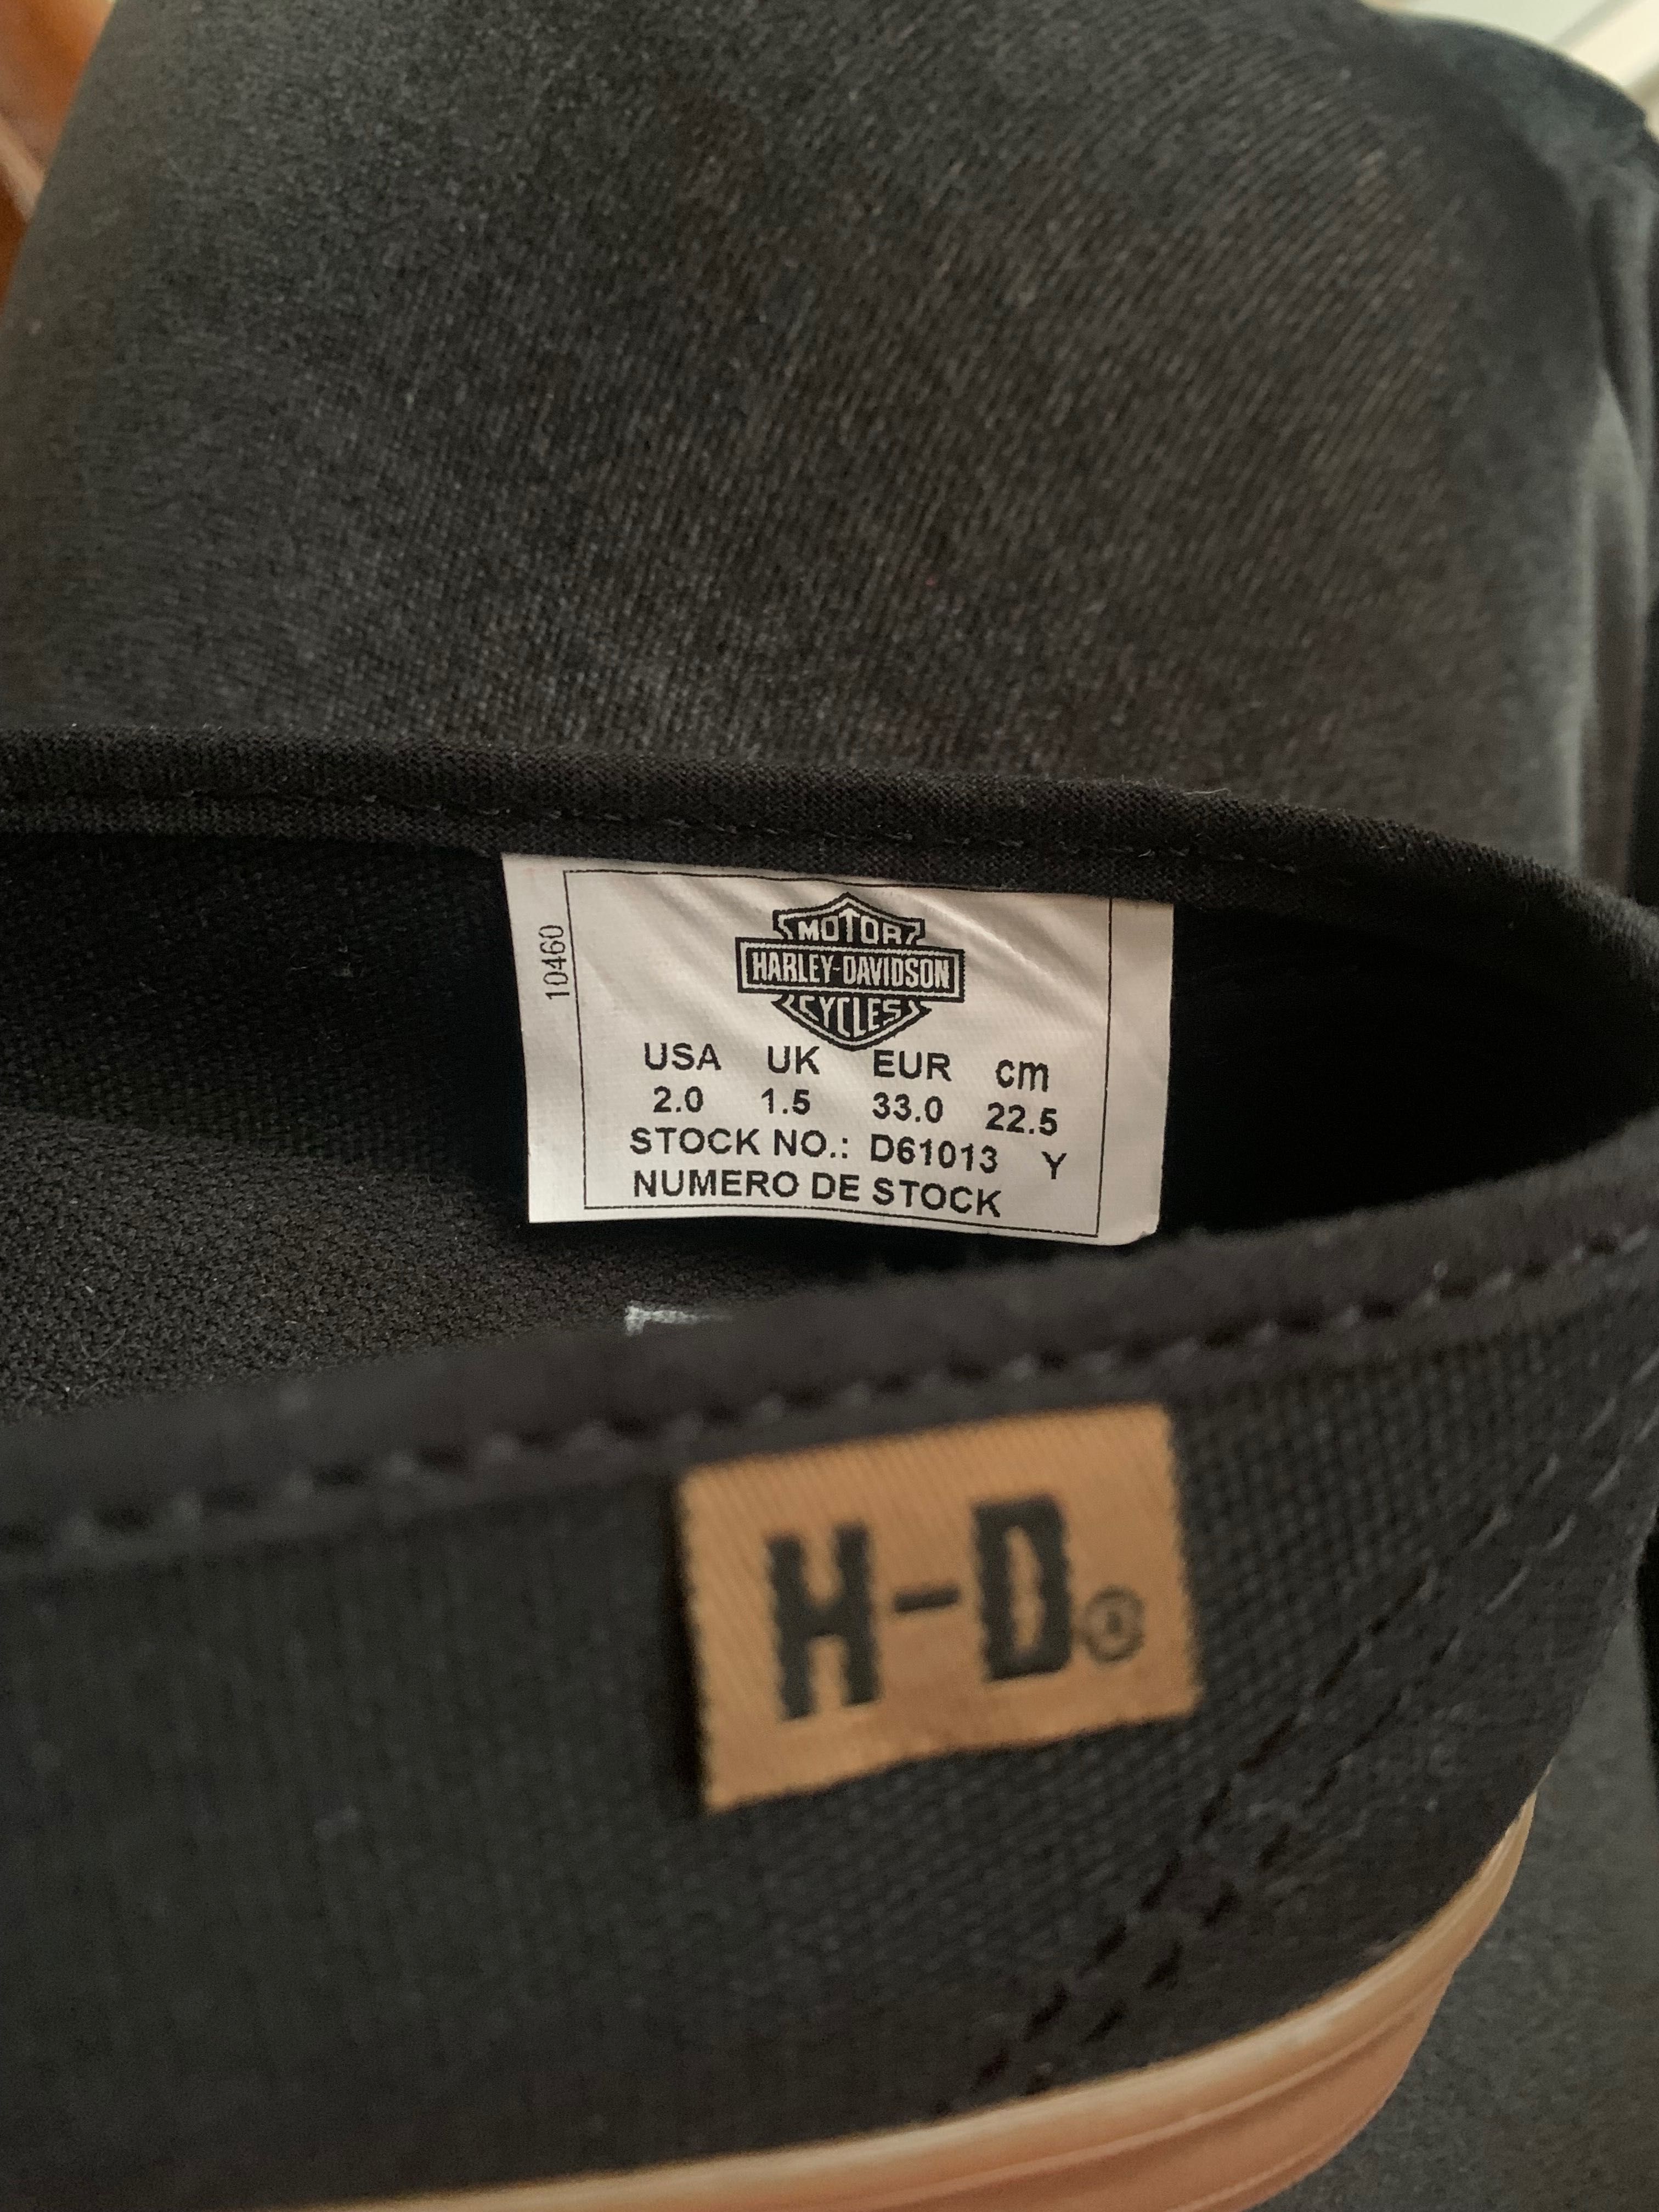 10460
MOTOR
HARLEY-DAVIDSON
CYCLES
USA UK EUR cm
2.0 1.5 33.0 22.5
STOCK NO.: D61013 Y
NUMERO DE STOCK
H-D®